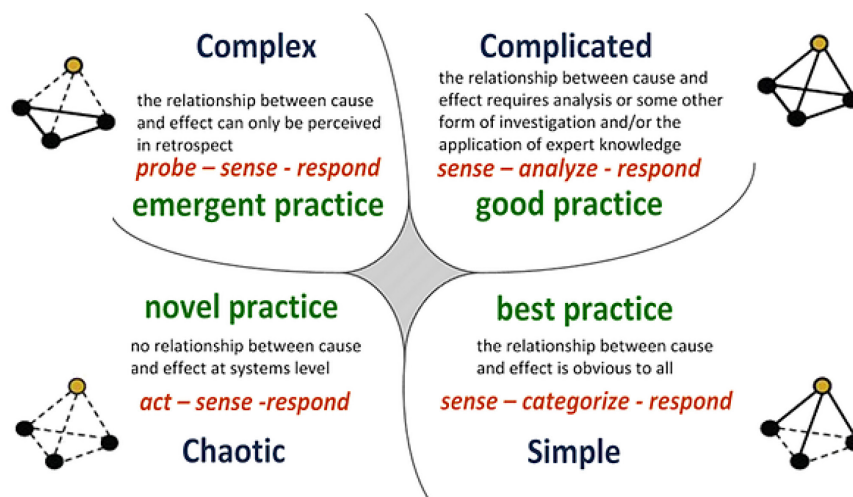 Complex
the relationship between cause
and effect can only be perceived
in retrospect
probe – sense - respond
emergent practice
Complicated
the relationship between cause and
effect requires analysis or some other
form of investigation and/or the
application of expert knowledge
sense – analyze - respond
good practice
novel practice
no relationship between cause
and effect at systems level
act – sense -respond
Chaotic
best practice
the relationship between cause
and effect is obvious to all
sense – categorize - respond
Simple